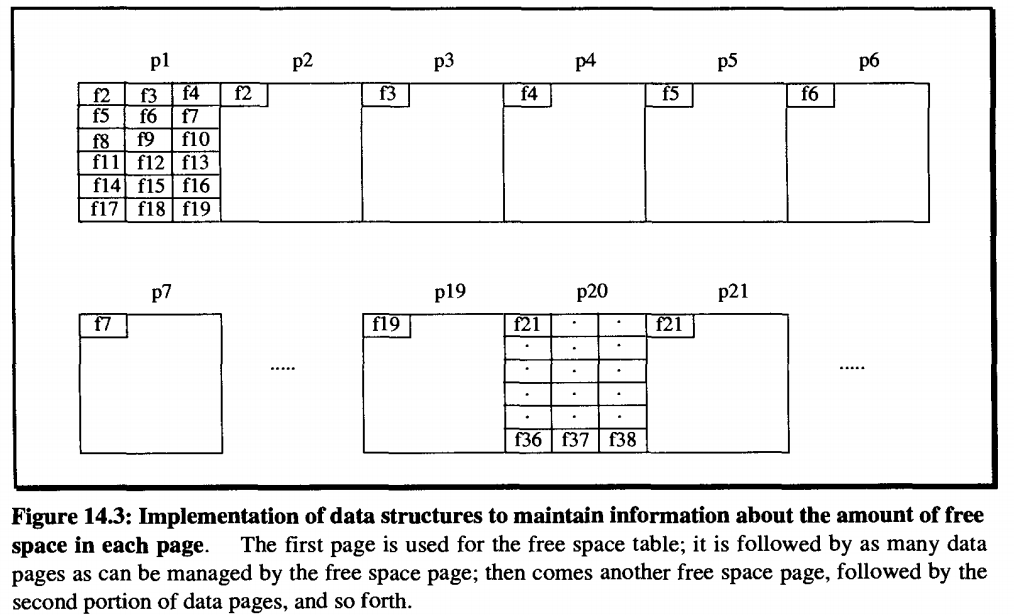 p1 p2 p3 p4 p5 p6
f2 f3 f4 f2 f3 f4 f5 f6
f5 f6 f7
f8 f9 f10
f11 f12 f13
f14 f15 f16
f17 f18 f19
p7 p19 p20 p21
f7 f19 f21 . . f21
. . .
. . .
..... .....
. . .
. . .
f36 f37 f38
Figure 14.3: Implementation of data structures to maintain information about the amount of free
space in each page. The first page is used for the free space table; it is followed by as many data
pages as can be managed by the free space page; then comes another free space page, followed by the
second portion of data pages, and so forth.